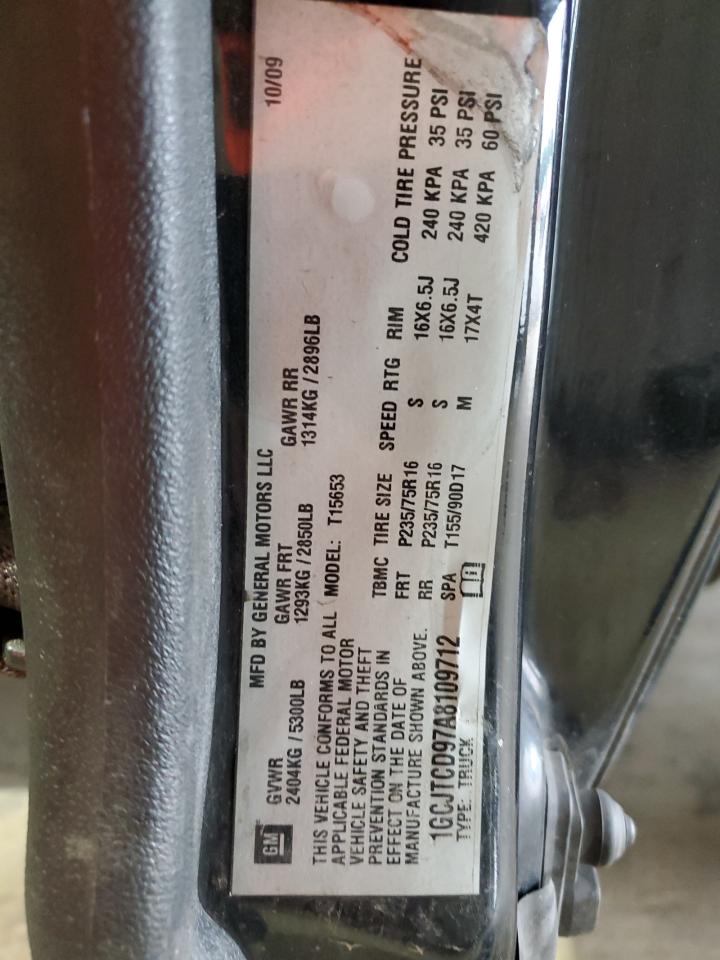 MFD BY GENERAL MOTORS LLC 10/09
GM
GVWR GAWR FRT GAWR RR
2404KG / 5300LB 1293KG / 2850LB 1314KG / 2896LB
THIS VEHICLE CONFORMS TO ALL
APPLICABLE FEDERAL MOTOR
VEHICLE SAFETY AND THEFT
PREVENTION STANDARDS IN
EFFECT ON THE DATE OF
MANUFACTURE SHOWN ABOVE.
MODEL: T15653
TBMC TIRE SIZE SPEED RTG RIM COLD TIRE PRESSURE
FRT P235/75R16 S 16X6.5J 240 KPA 35 PSI
RR P235/75R16 S 16X6.5J 240 KPA 35 PSI
SPA T155/90D17 M 17X4T 420 KPA 60 PSI
1GCJTCD97A8109712
TYPE: TRUCK